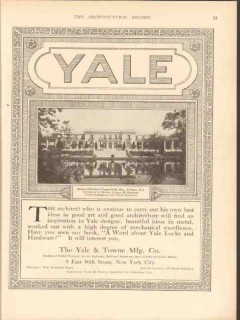 THE ARCHITECTURAL RECORD
YALE
THE architect who is anxious to carry out his own best
ideas in good art and good architecture will find an
inspiration in Yale designs; beautiful ideas in metal,
worked out with a high degree of mechanical excellence.
Have you seen our book, "A Word about Yale Locks and
Hardware?" It will interest you.
The Yale & Towne Mfg. Co.
9 East 40th Street, New York City